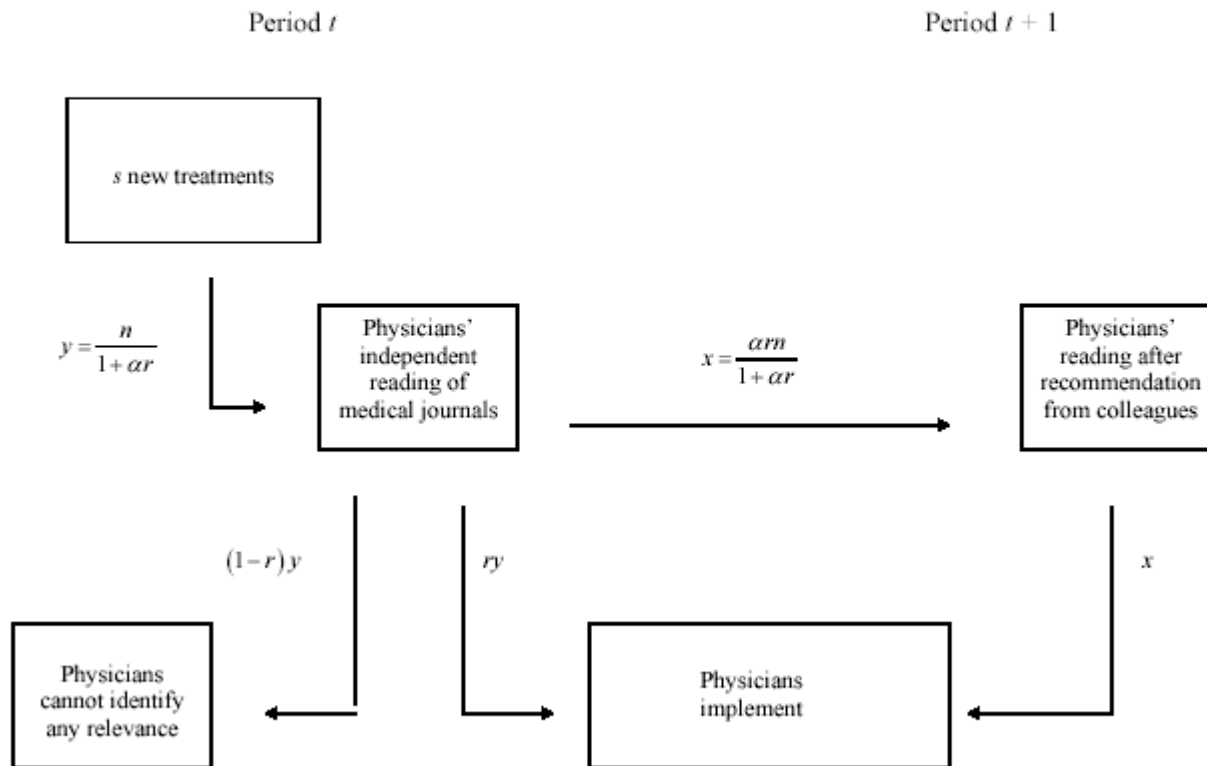 Period t
Period t + 1
s new treatments
y = n / (1 + αr)
Physicians'
independent
reading of
medical journals
x = αrn / (1 + αr)
Physicians'
reading after
recommendation
from colleagues
(1−r) y
ry
x
Physicians
cannot identify
any relevance
Physicians
implement